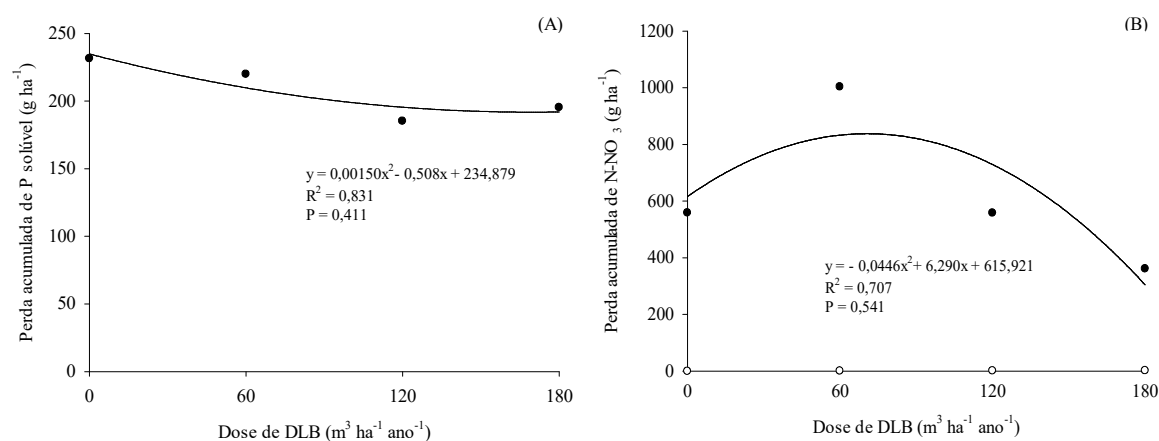 (A)
Perda acumulada de P solúvel (g ha⁻¹)
250
200
150
100
50
0
y = 0,00150x² - 0,508x + 234,879
R² = 0,831
P = 0,411
0 60 120 180
Dose de DLB (m³ ha⁻¹ ano⁻¹)
(B)
Perda acumulada de N-NO ₃ (g ha⁻¹)
1200
1000
800
600
400
200
0
y = - 0,0446x² + 6,290x + 615,921
R² = 0,707
P = 0,541
0 60 120 180
Dose de DLB (m³ ha⁻¹ ano⁻¹)